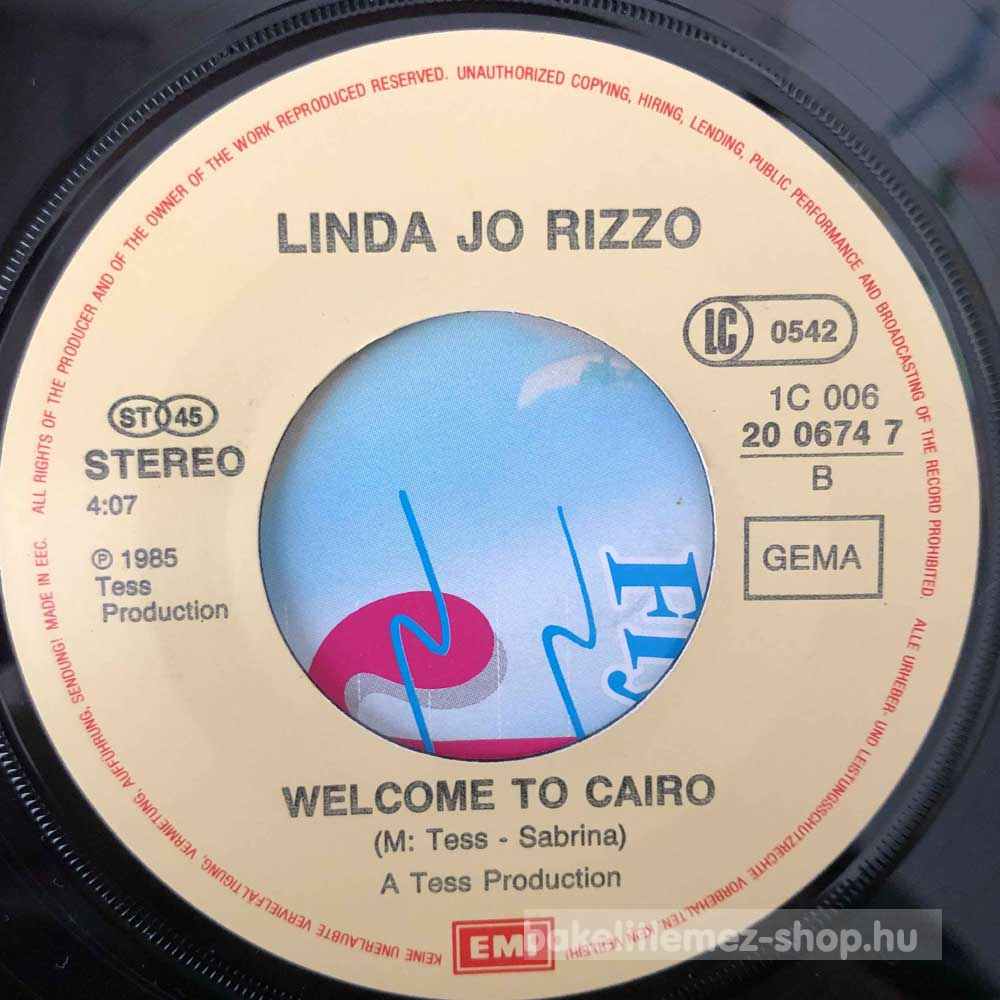 ALL RIGHTS OF THE PRODUCER AND OF THE OWNER OF THE WORK REPRODUCED RESERVED. UNAUTHORIZED COPYING, HIRING, LENDING, PUBLIC PERFORMANCE AND BROADCASTING OF THE RECORD PROHIBITED.
LINDA JO RIZZO
LC 0542
ST 45
STEREO
4:07
℗ 1985
Tess
Production
1C 006
20 0674 7
B
GEMA
WELCOME TO CAIRO
(M: Tess - Sabrina)
A Tess Production
EMI
ALLE URHEBER- UND LEISTUNGSSCHUTZRECHTE VORBEHALTEN. KEIN VERLEIH!
KEINE UNERLAUBTE VERVIELFÄLTIGUNG, VERMIETUNG, AUFFÜHRUNG, SENDUNG! MADE IN EEC.
bakelitlemez-shop.hu